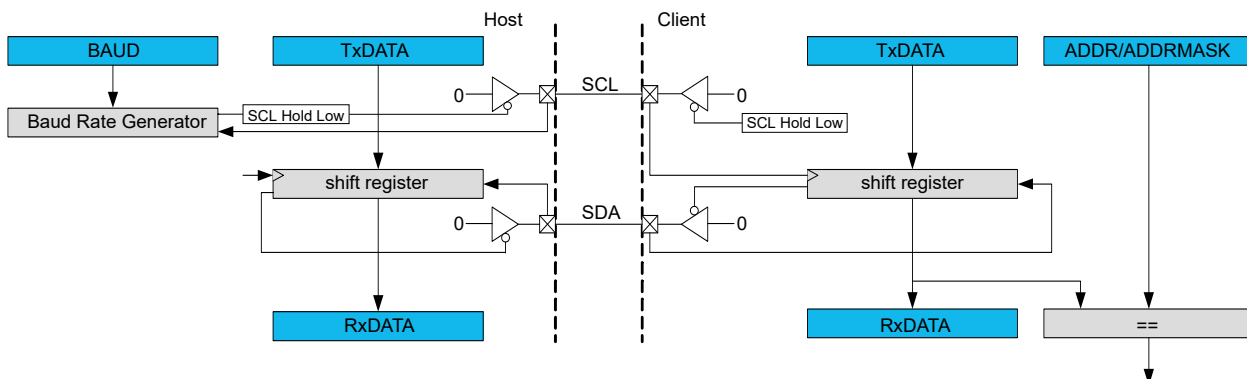 Host
Client
BAUD
TxDATA
TxDATA
ADDR/ADDRMASK
SCL
0
0
Baud Rate Generator
SCL Hold Low
SCL Hold Low
shift register
shift register
SDA
0
0
RxDATA
RxDATA
==